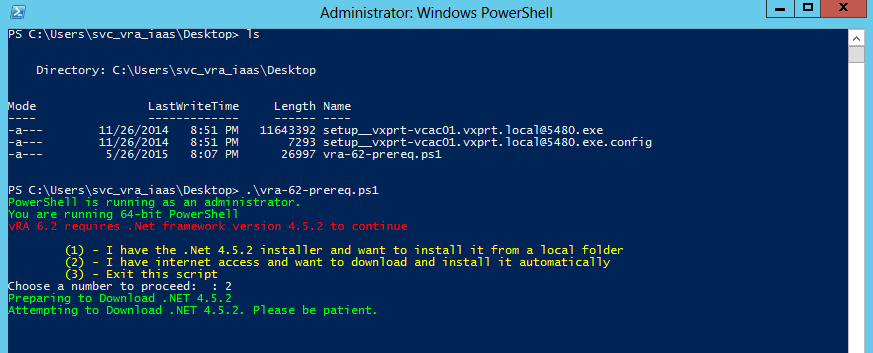 Administrator: Windows PowerShell
PS C:\Users\svc_vra_iaas\Desktop> ls
Directory: C:\Users\svc_vra_iaas\Desktop
Mode LastWriteTime Length Name
---- ------------- ------ ----
-a--- 11/26/2014 8:51 PM 11643392 setup__vxprt-vcac01.vxprt.local@5480.exe
-a--- 11/26/2014 8:51 PM 7293 setup__vxprt-vcac01.vxprt.local@5480.exe.config
-a--- 5/26/2015 8:07 PM 26997 vra-62-prereq.ps1
PS C:\Users\svc_vra_iaas\Desktop> .\vra-62-prereq.ps1
PowerShell is running as an administrator.
You are running 64-bit PowerShell
vRA 6.2 requires .Net framework version 4.5.2 to continue
(1) - I have the .Net 4.5.2 installer and want to install it from a local folder
(2) - I have internet access and want to download and install it automatically
(3) - Exit this script
Choose a number to proceed:  : 2
Preparing to Download .NET 4.5.2
Attempting to Download .NET 4.5.2. Please be patient.